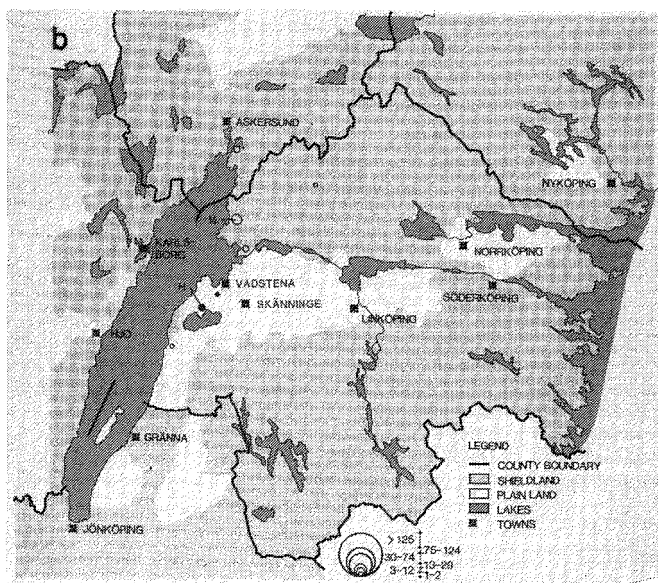 b
ASKERSUND
NYKÖPING
KARLS-
BORG
NORRKÖPING
VADSTENA
SÖDERKÖPING
SKÄNNINGE
LINKÖPING
HJO
GRÄNNA
JÖNKÖPING
LEGEND
COUNTY BOUNDARY
SHIELDLAND
PLAIN LAND
LAKES
TOWNS
>125
75-124
30-74
13-29
3-12
1-2